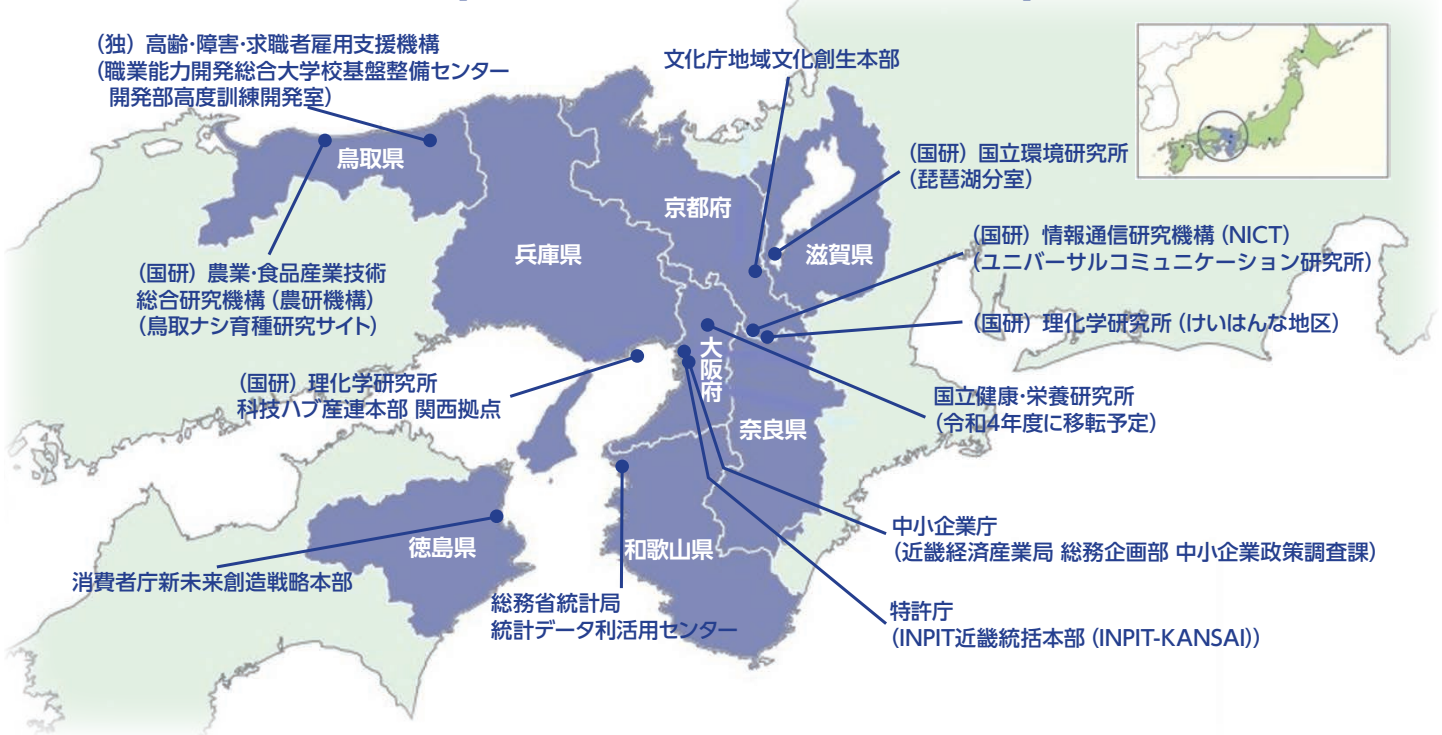 (独) 高齢・障害・求職者雇用支援機構
(職業能力開発総合大学校基盤整備センター
開発部高度訓練開発室)
文化庁地域文化創生本部
鳥取県
(国研) 国立環境研究所
(琵琶湖分室)
京都府
兵庫県
滋賀県
(国研) 情報通信研究機構 (NICT)
(ユニバーサルコミュニケーション研究所)
(国研) 農業・食品産業技術
総合研究機構 (農研機構)
(鳥取ナシ育種研究サイト)
(国研) 理化学研究所 (けいはんな地区)
大阪府
(国研) 理化学研究所
科技ハブ産連本部 関西拠点
国立健康・栄養研究所
(令和4年度に移転予定)
奈良県
中小企業庁
(近畿経済産業局 総務企画部 中小企業政策調査課)
徳島県
和歌山県
消費者庁新未来創造戦略本部
総務省統計局
統計データ利活用センター
特許庁
(INPIT近畿統括本部 (INPIT-KANSAI))